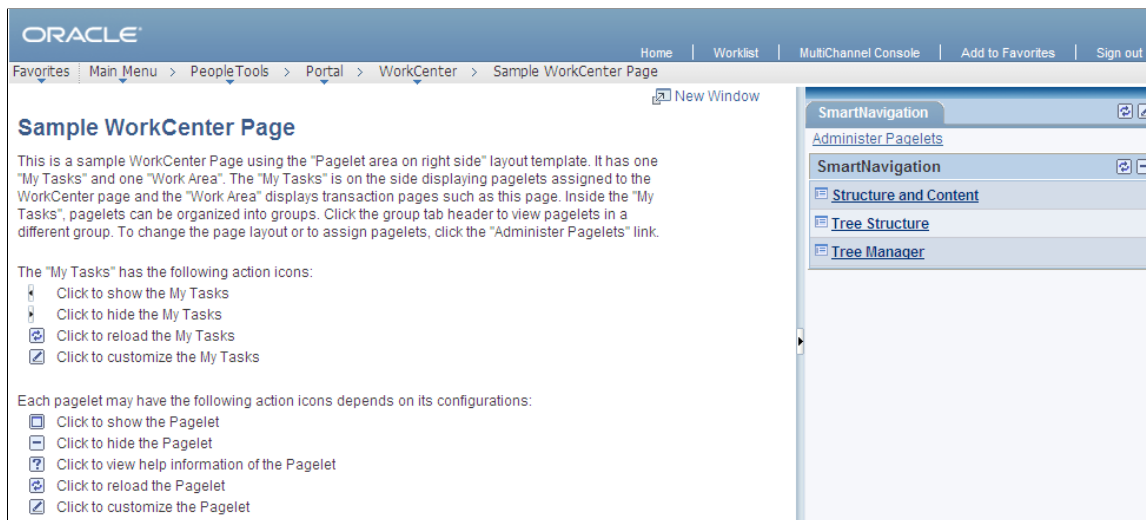 ORACLE
Home | Worklist | MultiChannel Console | Add to Favorites | Sign out
Favorites Main Menu > PeopleTools > Portal > WorkCenter > Sample WorkCenter Page
New Window
Sample WorkCenter Page
This is a sample WorkCenter Page using the "Pagelet area on right side" layout template. It has one
"My Tasks" and one "Work Area". The "My Tasks" is on the side displaying pagelets assigned to the
WorkCenter page and the "Work Area" displays transaction pages such as this page. Inside the "My
Tasks", pagelets can be organized into groups. Click the group tab header to view pagelets in a
different group. To change the page layout or to assign pagelets, click the "Administer Pagelets" link.
The "My Tasks" has the following action icons:
Click to show the My Tasks
Click to hide the My Tasks
Click to reload the My Tasks
Click to customize the My Tasks
Each pagelet may have the following action icons depends on its configurations:
Click to show the Pagelet
Click to hide the Pagelet
? Click to view help information of the Pagelet
Click to reload the Pagelet
Click to customize the Pagelet
SmartNavigation
Administer Pagelets
SmartNavigation
Structure and Content
Tree Structure
Tree Manager